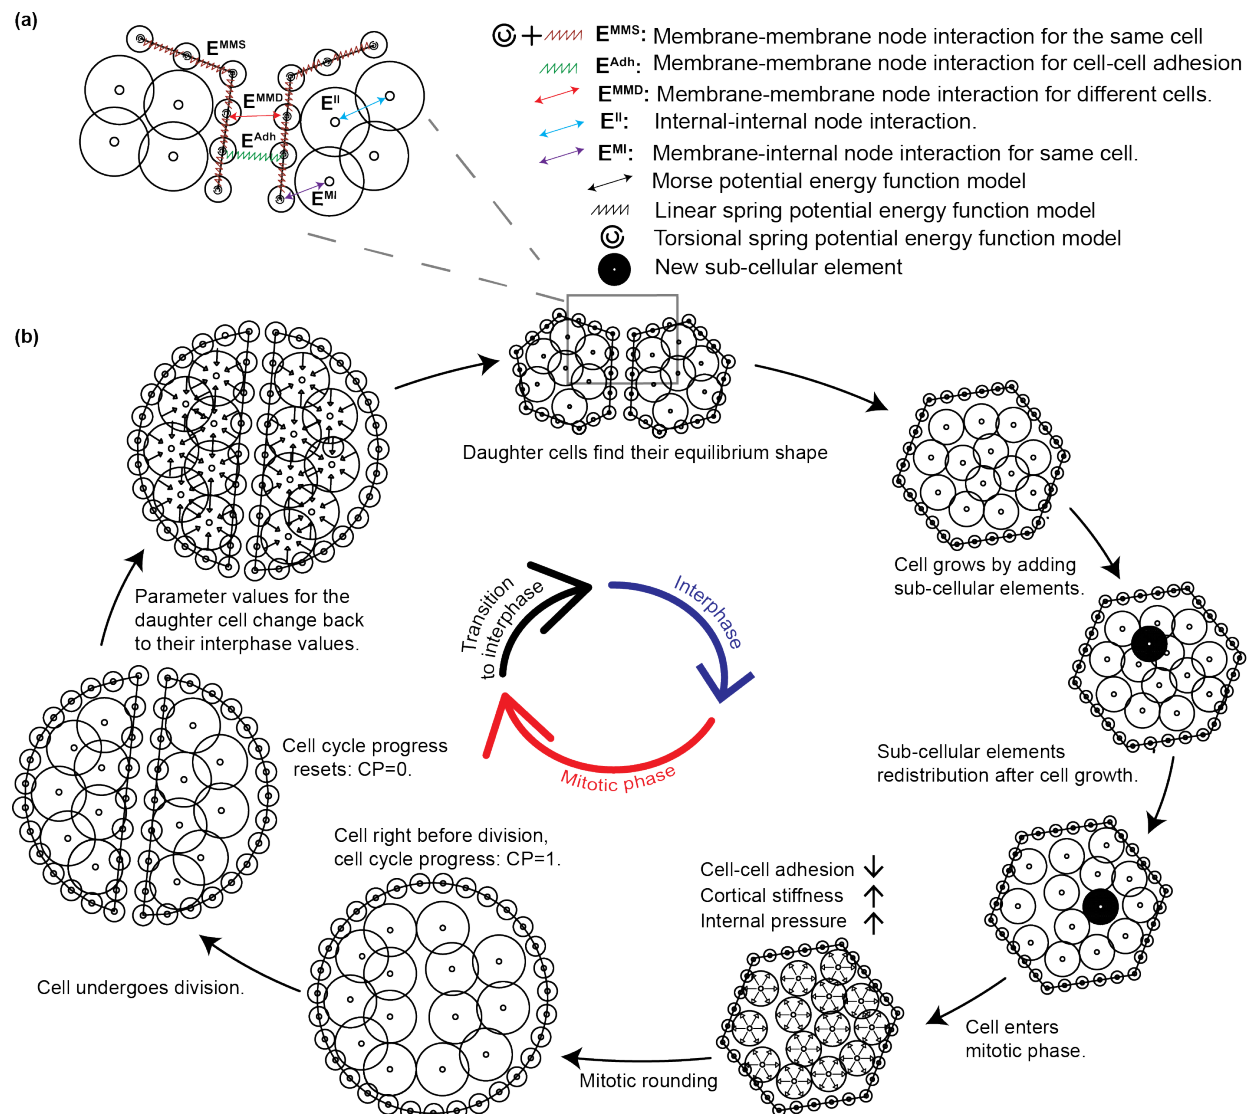 (a)
E^MMS
E^MMD
E^II
E^Adh
E^MI
E^MMS: Membrane-membrane node interaction for the same cell
E^Adh: Membrane-membrane node interaction for cell-cell adhesion
E^MMD: Membrane-membrane node interaction for different cells.
E^II: Internal-internal node interaction.
E^MI: Membrane-internal node interaction for same cell.
Morse potential energy function model
Linear spring potential energy function model
Torsional spring potential energy function model
New sub-cellular element
(b)
Daughter cells find their equilibrium shape
Cell grows by adding
sub-cellular elements.
Sub-cellular elements
redistribution after cell growth.
Cell enters
mitotic phase.
Cell-cell adhesion ↓
Cortical stiffness ↑
Internal pressure ↑
Mitotic rounding
Cell right before division,
cell cycle progress: CP=1.
Cell undergoes division.
Cell cycle progress
resets: CP=0.
Parameter values for the
daughter cell change back
to their interphase values.
Transition
to interphase
Interphase
Mitotic phase